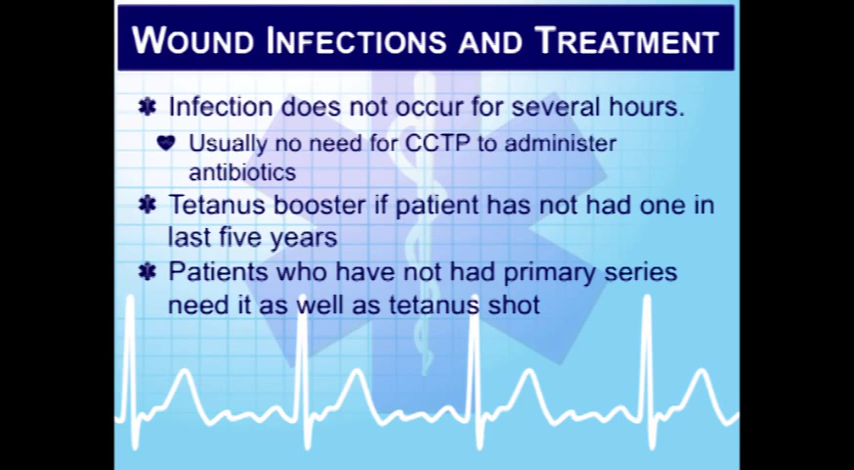 WOUND INFECTIONS AND TREATMENT
Infection does not occur for several hours.
Usually no need for CCTP to administer
antibiotics
Tetanus booster if patient has not had one in
last five years
Patients who have not had primary series
need it as well as tetanus shot